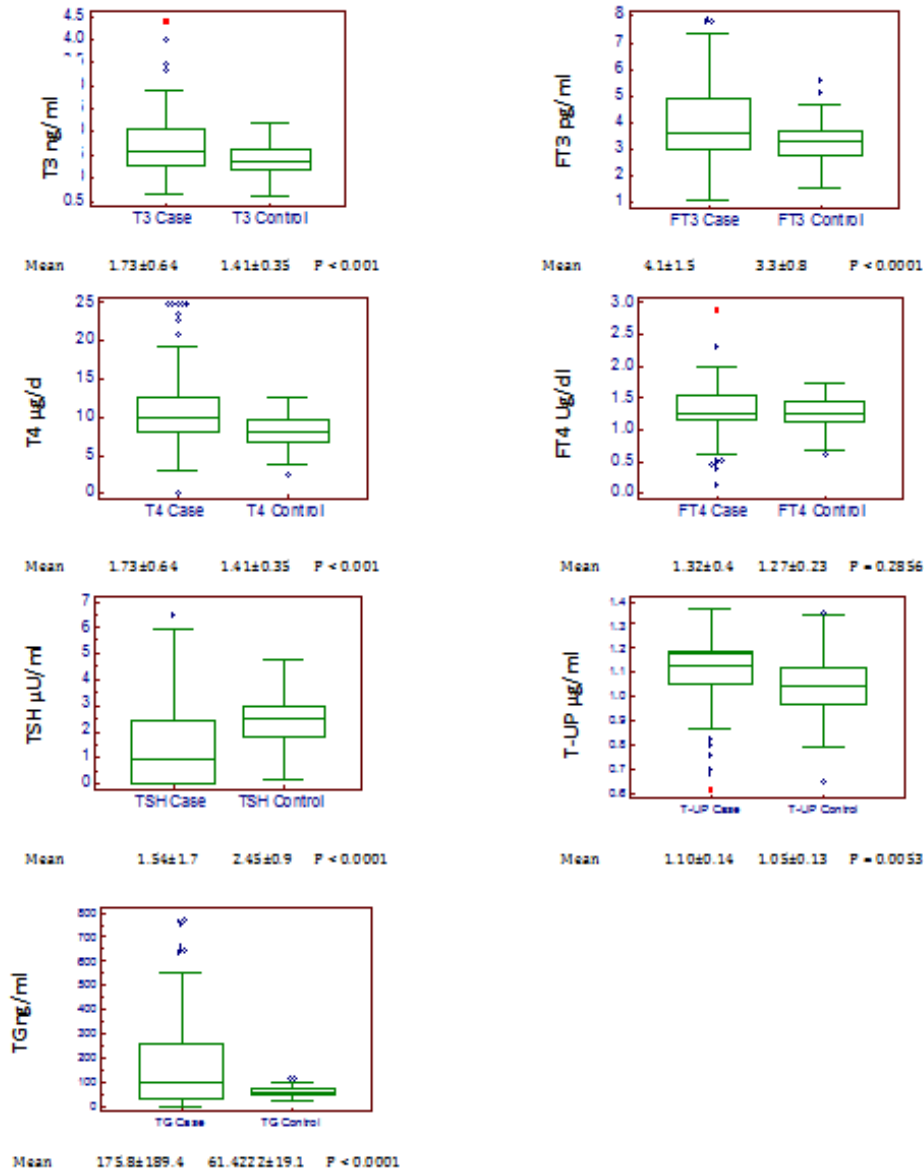 4.5
4.0
0.5
T3 ng/ml
T3 Case T3 Control
Mean 1.73±0.64 1.41±0.35 P < 0.001
8
7
6
5
4
3
2
1
FT3 pg/ml
FT3 Case FT3 Control
Mean 4.1±1.5 3.3±0.8 P < 0.0001
25
20
15
10
5
0
T4 µg/d
T4 Case T4 Control
Mean 1.73±0.64 1.41±0.35 P < 0.001
3.0
2.5
2.0
1.5
1.0
0.5
0.0
FT4 Ug/dl
FT4 Case FT4 Control
Mean 1.32±0.4 1.27±0.23 P = 0.2856
7
6
5
4
3
2
1
0
TSH µU/ml
TSH Case TSH Control
Mean 1.54±1.7 2.45±0.9 P < 0.0001
1.4
1.3
1.2
1.1
1.0
0.9
0.8
0.7
0.6
T-UP µg/ml
T-UP Case T-UP Control
Mean 1.10±0.14 1.05±0.13 P = 0.0053
800
700
600
500
400
300
200
100
0
TG ng/ml
TG Case TG Control
Mean 175.8±189.4 61.4222±19.1 P < 0.0001